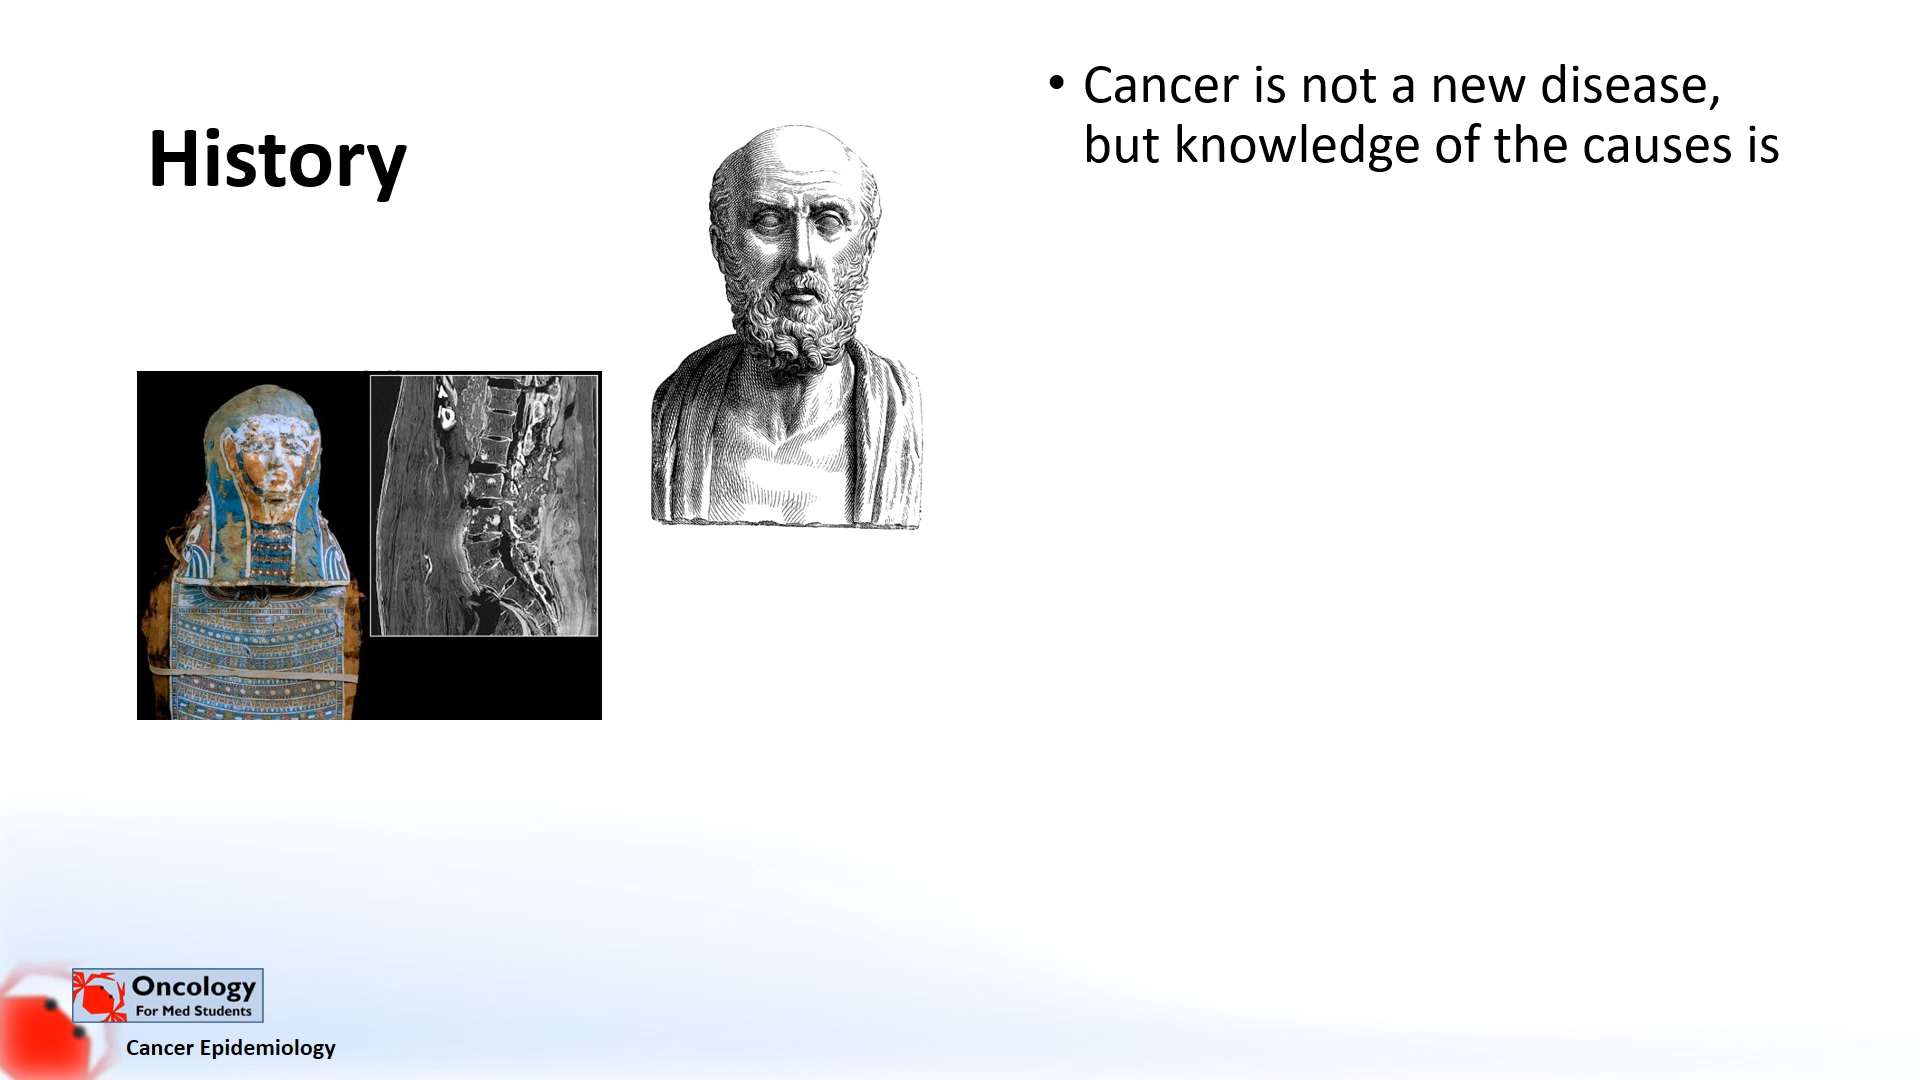 History
• Cancer is not a new disease,
but knowledge of the causes is
Oncology
For Med Students
Cancer Epidemiology